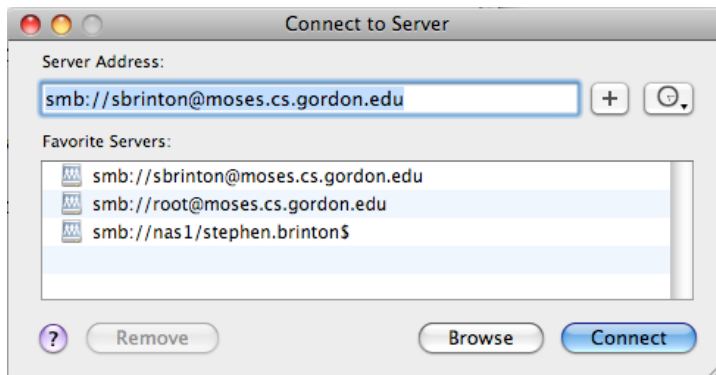 Connect to Server
Server Address:
smb://sbrinton@moses.cs.gordon.edu
+
Favorite Servers:
smb://sbrinton@moses.cs.gordon.edu
smb://root@moses.cs.gordon.edu
smb://nas1/stephen.brinton$
? Remove Browse Connect